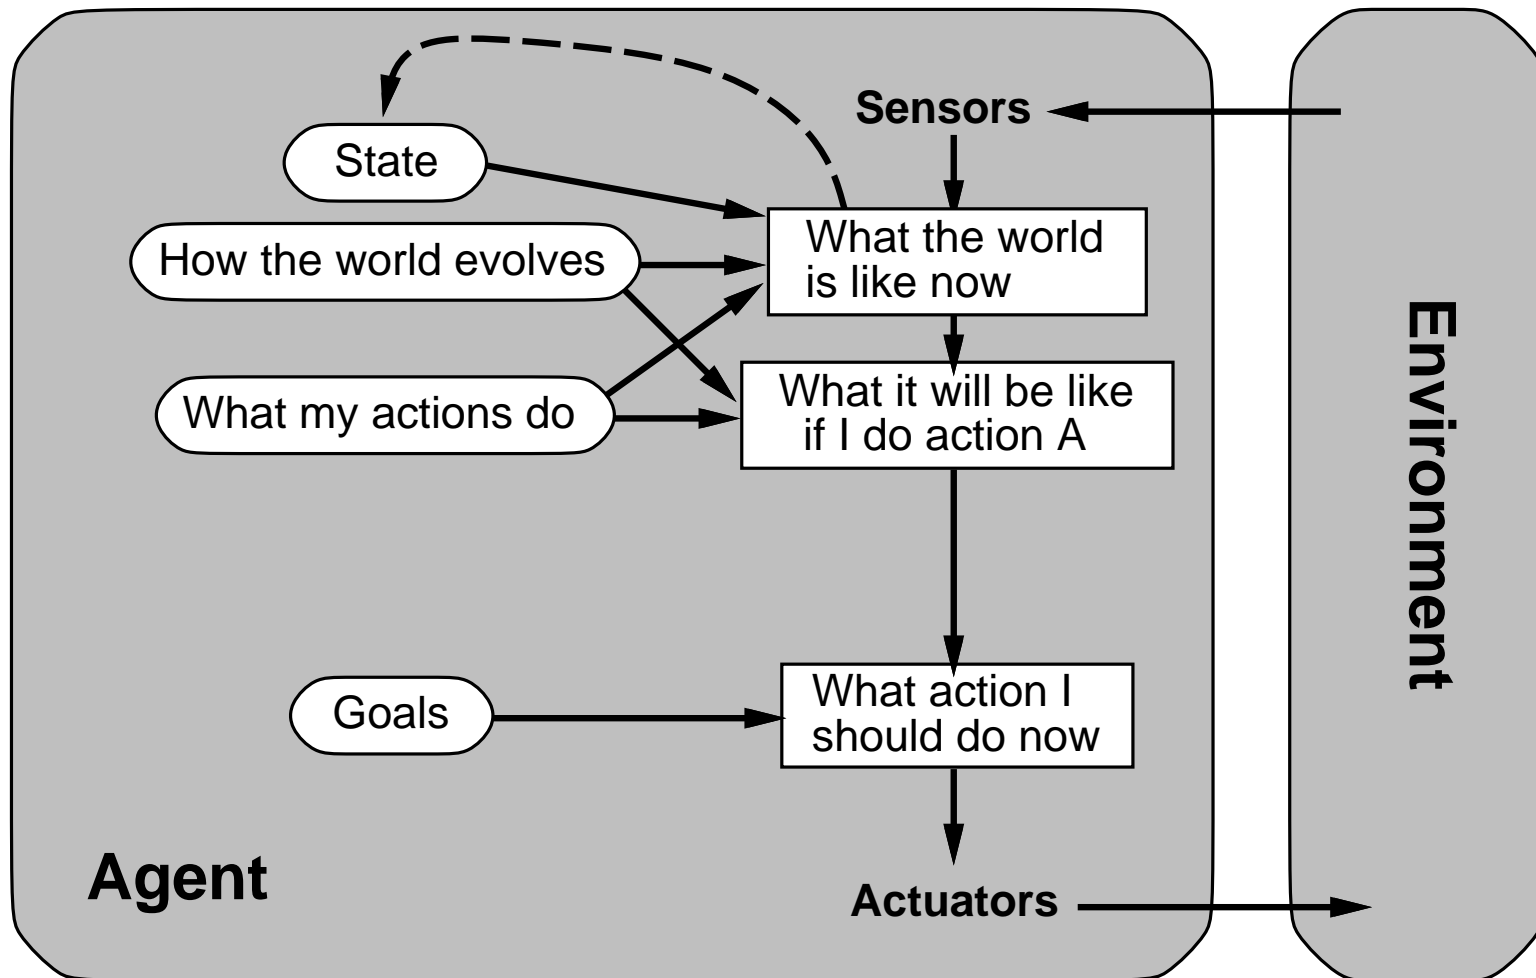 Sensors
State
What the world
is like now
How the world evolves
What it will be like
if I do action A
What my actions do
Environment
What action I
should do now
Goals
Agent
Actuators